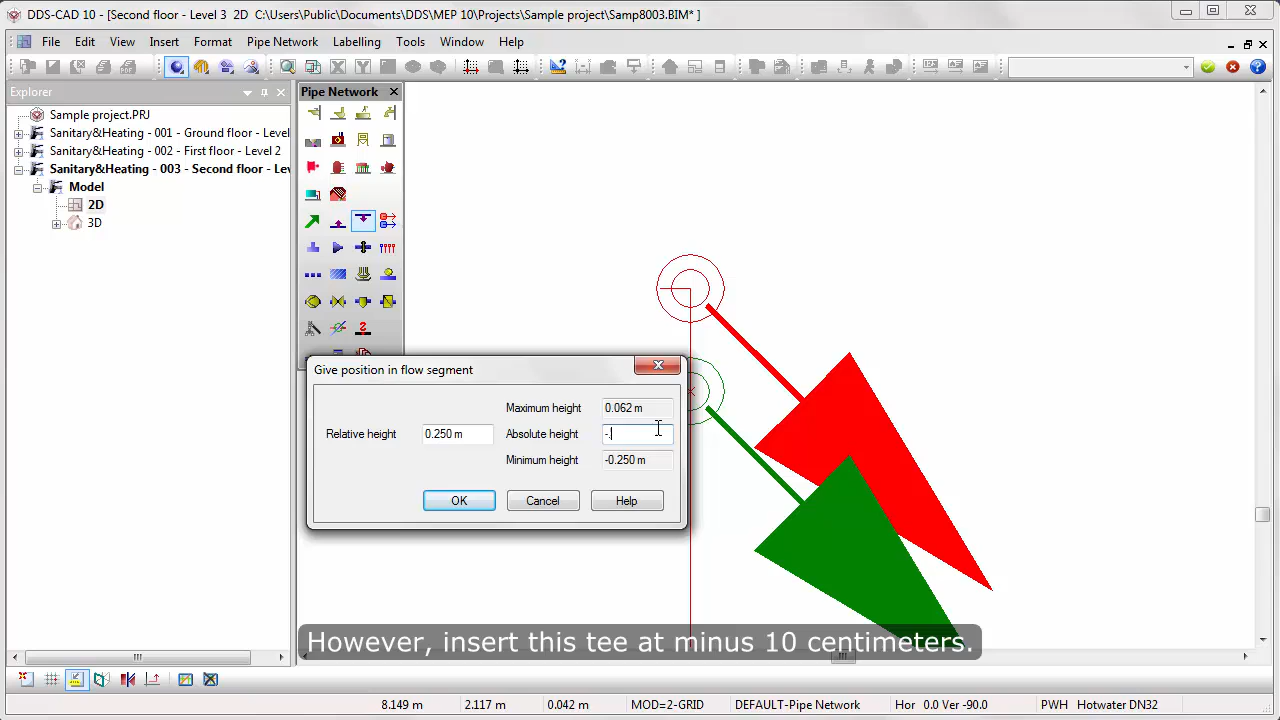 DDS-CAD 10 - [Second floor - Level 3  2D  C:\Users\Public\Documents\DDS\MEP 10\Projects\Sample project\Samp8003.BIM* ]
File Edit View Insert Format Pipe Network Labelling Tools Window Help
Explorer
Sample project.PRJ
Sanitary&Heating - 001 - Ground floor - Level
Sanitary&Heating - 002 - First floor - Level 2
Sanitary&Heating - 003 - Second floor - Leve
Model
2D
3D
Pipe Network
Give position in flow segment
Maximum height 0.062 m
Relative height 0.250 m Absolute height -.
Minimum height -0.250 m
OK Cancel Help
However, insert this tee at minus 10 centimeters.
8.149 m 2.117 m 0.042 m MOD=2-GRID DEFAULT-Pipe Network Hor 0.0 Ver -90.0 PWH Hotwater DN32